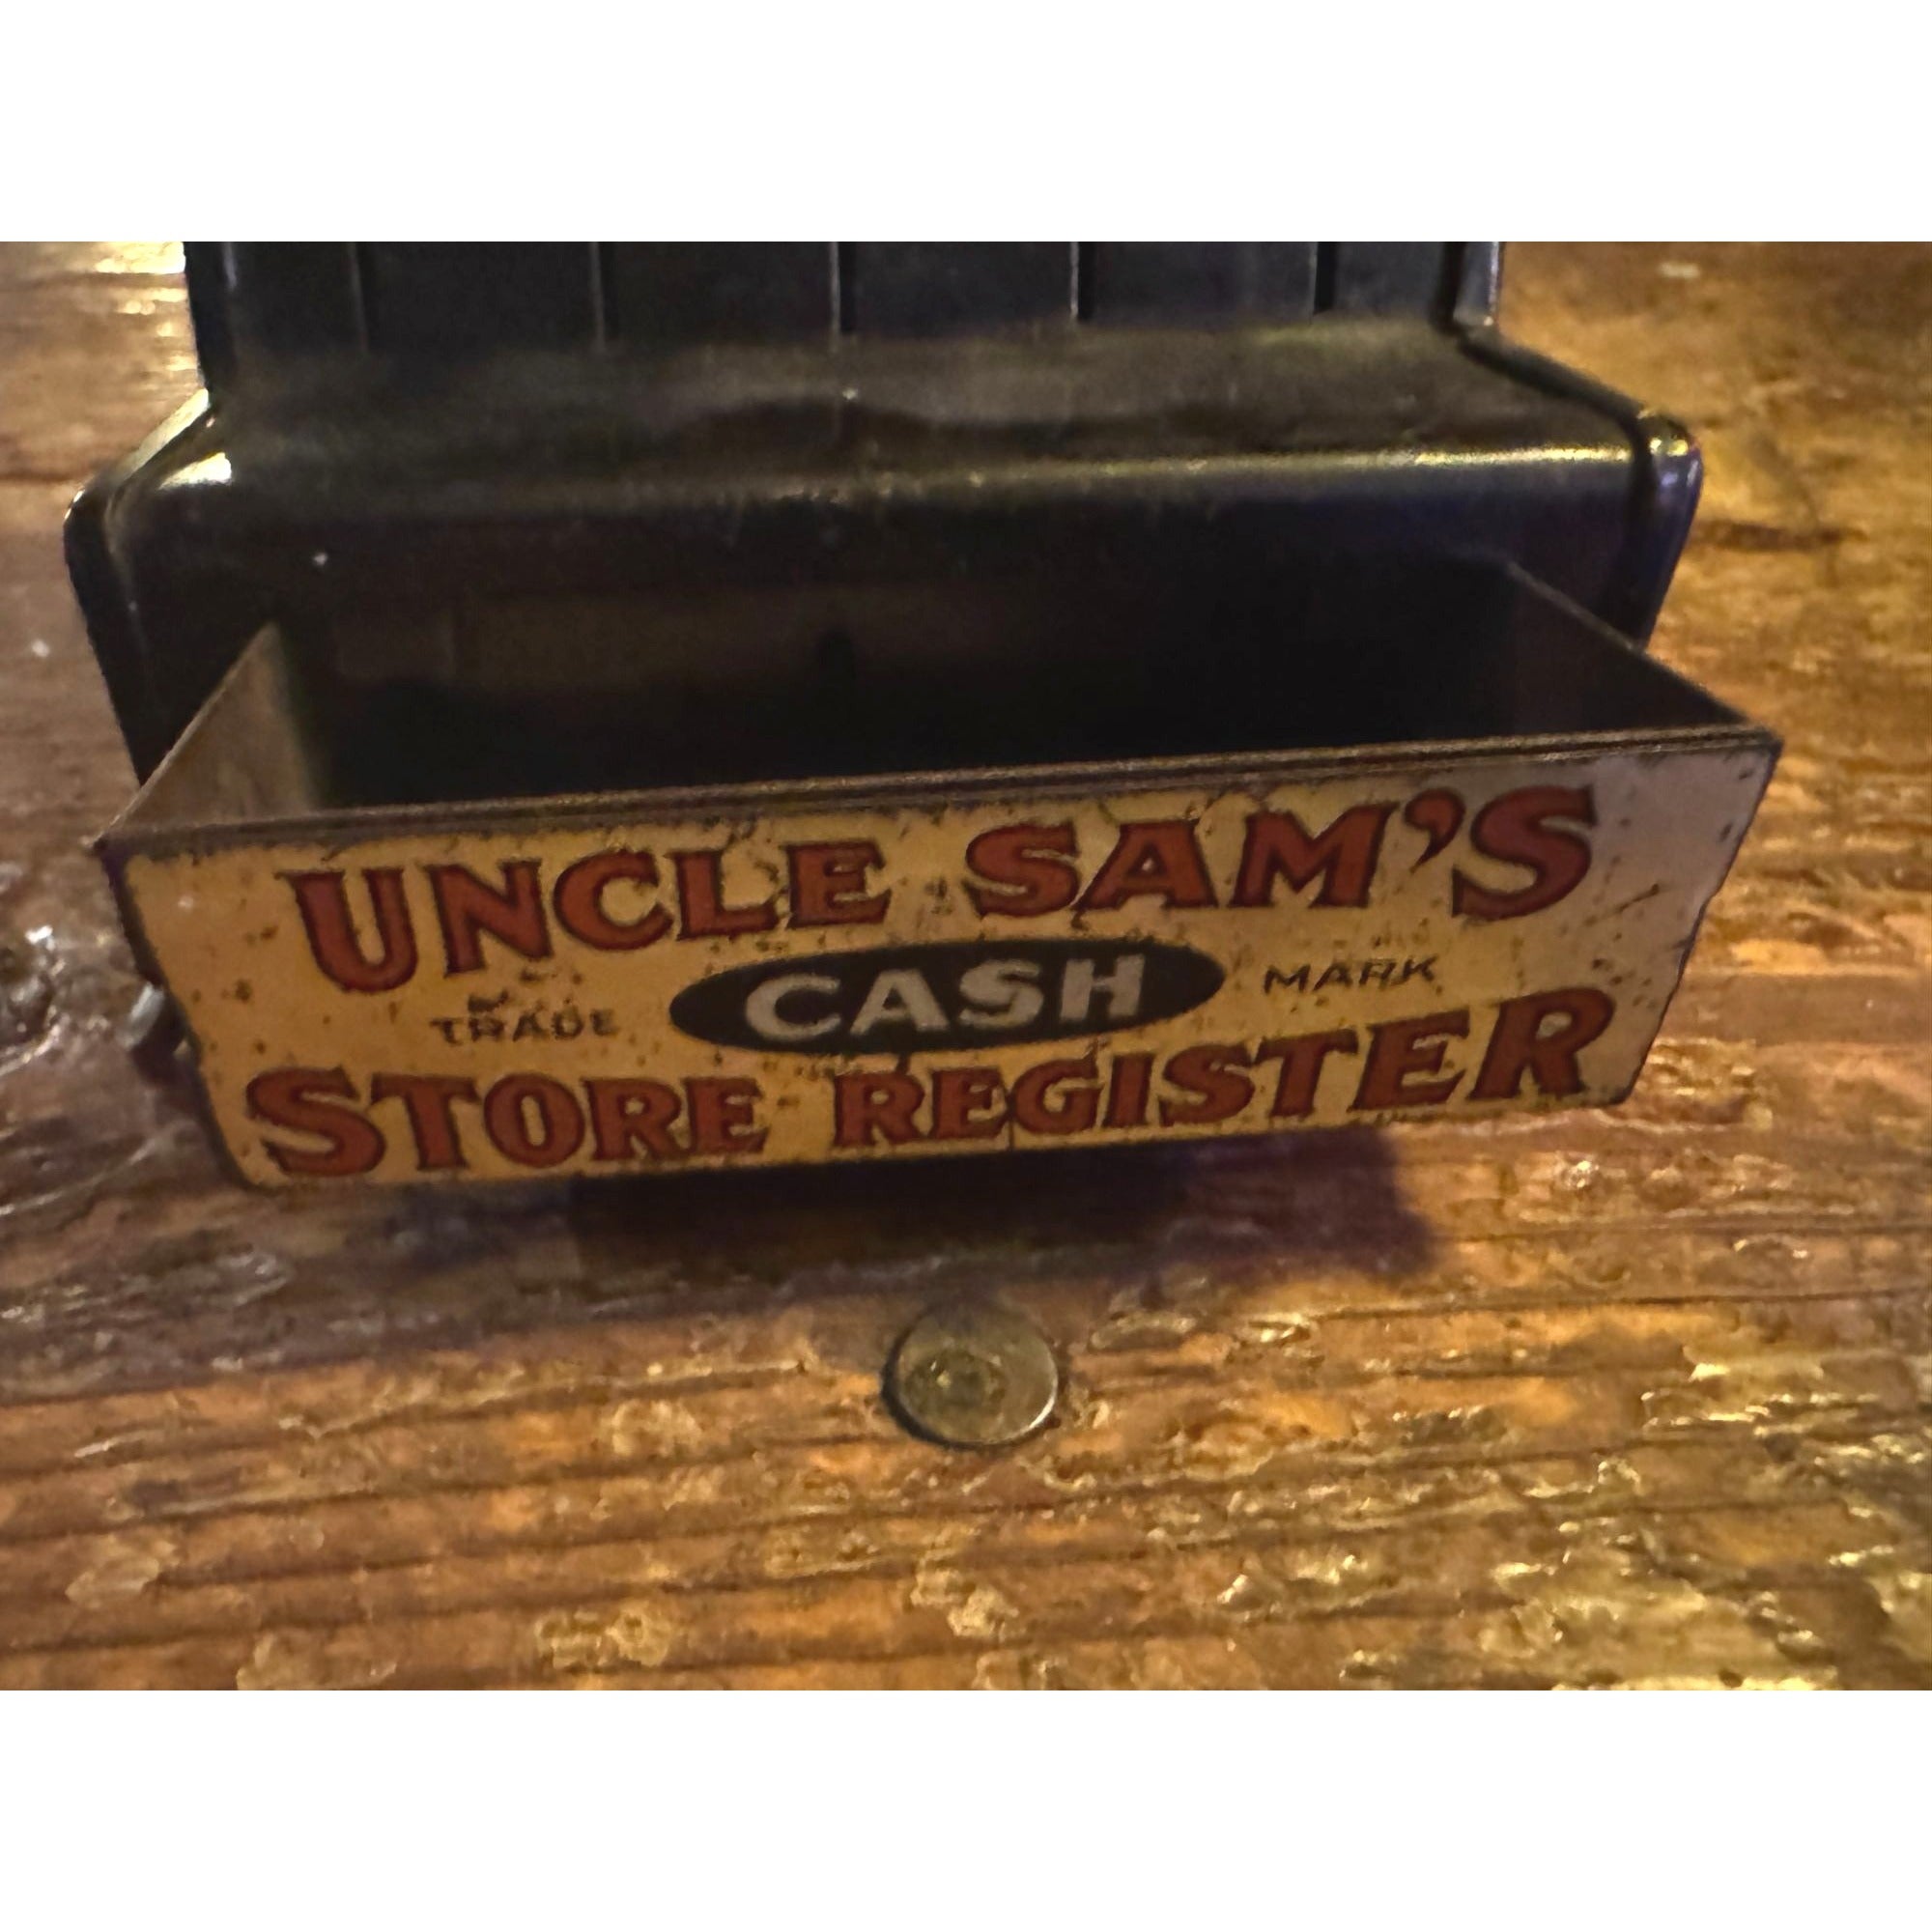 UNCLE SAM'S
TRADE CASH MARK
STORE REGISTER